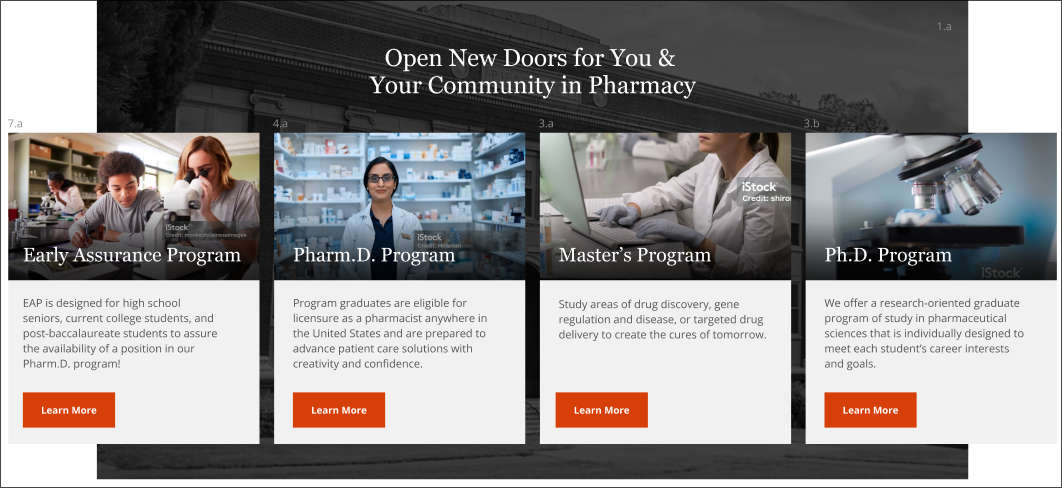 1.a
Open New Doors for You &
Your Community in Pharmacy
7.a
4.a
3.a
3.b
iStock
Credit: monkeybusinessimages
Early Assurance Program
EAP is designed for high school
seniors, current college students, and
post-baccalaureate students to assure
the availability of a position in our
Pharm.D. program!
Learn More
iStock
Pharm.D. Program
Program graduates are eligible for
licensure as a pharmacist anywhere in
the United States and are prepared to
advance patient care solutions with
creativity and confidence.
Learn More
iStock
Credit: shiro
Master’s Program
Study areas of drug discovery, gene
regulation and disease, or targeted drug
delivery to create the cures of tomorrow.
Learn More
iStock
Ph.D. Program
We offer a research-oriented graduate
program of study in pharmaceutical
sciences that is individually designed to
meet each student’s career interests
and goals.
Learn More